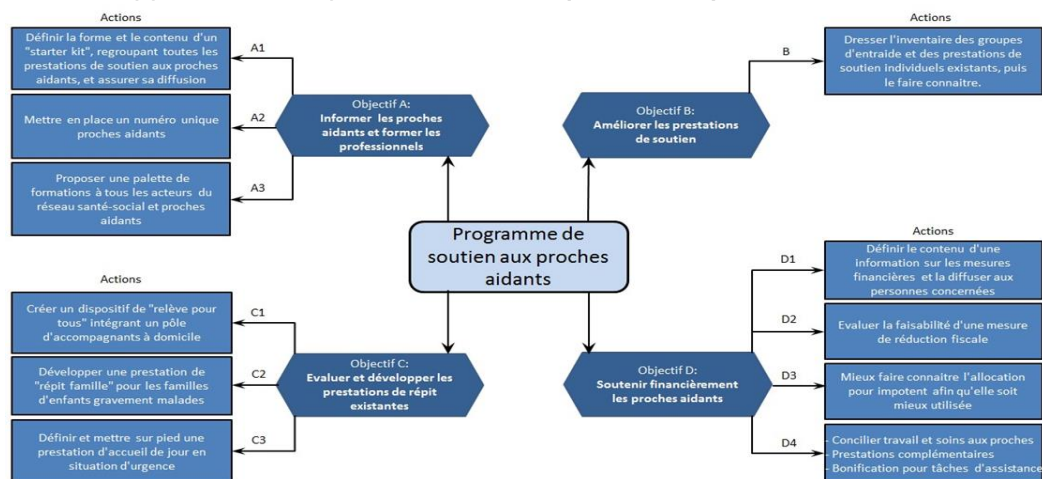 Actions
Définir la forme et le contenu d'un
"starter kit", regroupant toutes les
prestations de soutien aux proches
aidants, et assurer sa diffusion
A1
Mettre en place un numéro unique
proches aidants
A2
Proposer une palette de
formations à tous les acteurs du
réseau santé-social et proches
aidants
A3
Objectif A:
Informer les proches
aidants et former les
professionnels
Actions
B
Dresser l'inventaire des groupes
d'entraide et des prestations de
soutien individuels existants, puis
le faire connaitre.
Objectif B:
Améliorer les prestations
de soutien
Programme de
soutien aux proches
aidants
Actions
Créer un dispositif de "relève pour
tous" intégrant un pôle
d'accompagnants à domicile
C1
Développer une prestation de
"répit famille" pour les familles
d'enfants gravement malades
C2
Définir et mettre sur pied une
prestation d'accueil de jour en
situation d'urgence
C3
Objectif C:
Evaluer et développer les
prestations de répit
existantes
Actions
D1
Définir le contenu d'une
information sur les mesures
financières et la diffuser aux
personnes concernées
D2
Evaluer la faisabilité d'une mesure
de réduction fiscale
D3
Mieux faire connaitre l'allocation
pour impotent afin qu'elle soit
mieux utilisée
D4
- Concilier travail et soins aux proches
- Prestations complémentaires
- Bonification pour tâches d'assistance
Objectif D:
Soutenir financièrement
les proches aidants